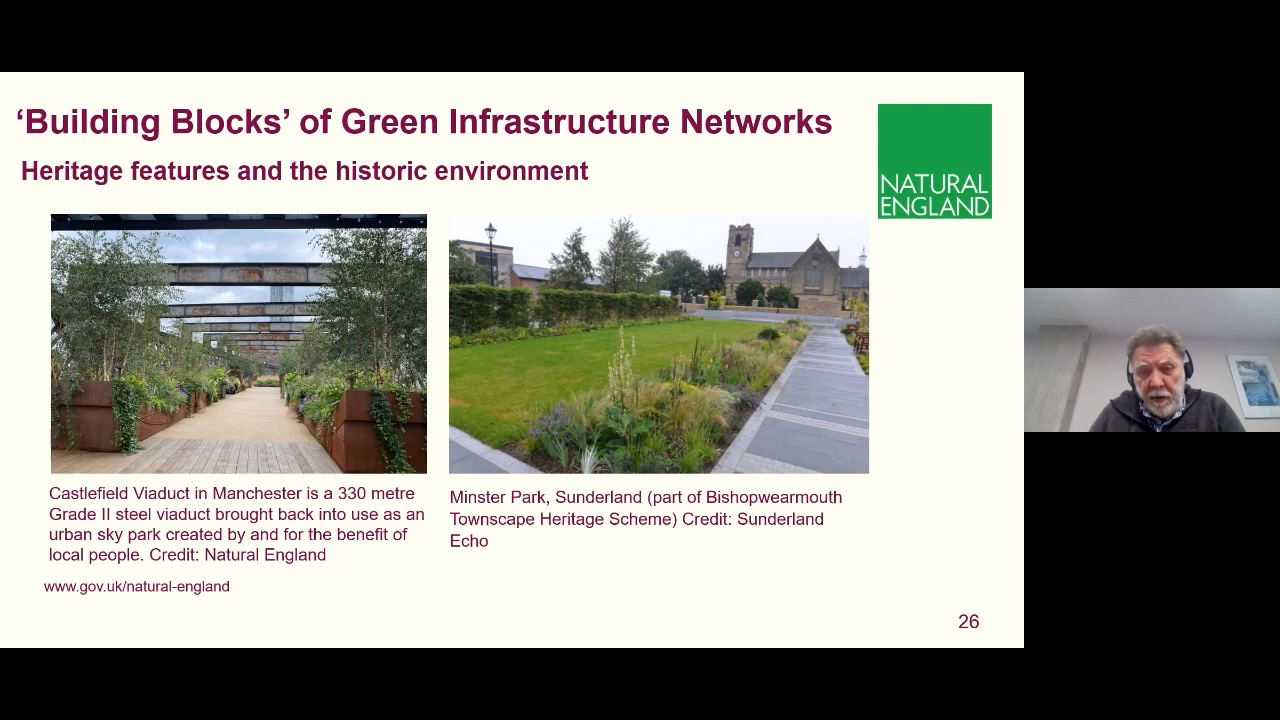 ‘Building Blocks’ of Green Infrastructure Networks
Heritage features and the historic environment
NATURAL
ENGLAND
Castlefield Viaduct in Manchester is a 330 metre
Grade II steel viaduct brought back into use as an
urban sky park created by and for the benefit of
local people. Credit: Natural England
Minster Park, Sunderland (part of Bishopwearmouth
Townscape Heritage Scheme) Credit: Sunderland
Echo
www.gov.uk/natural-england
26